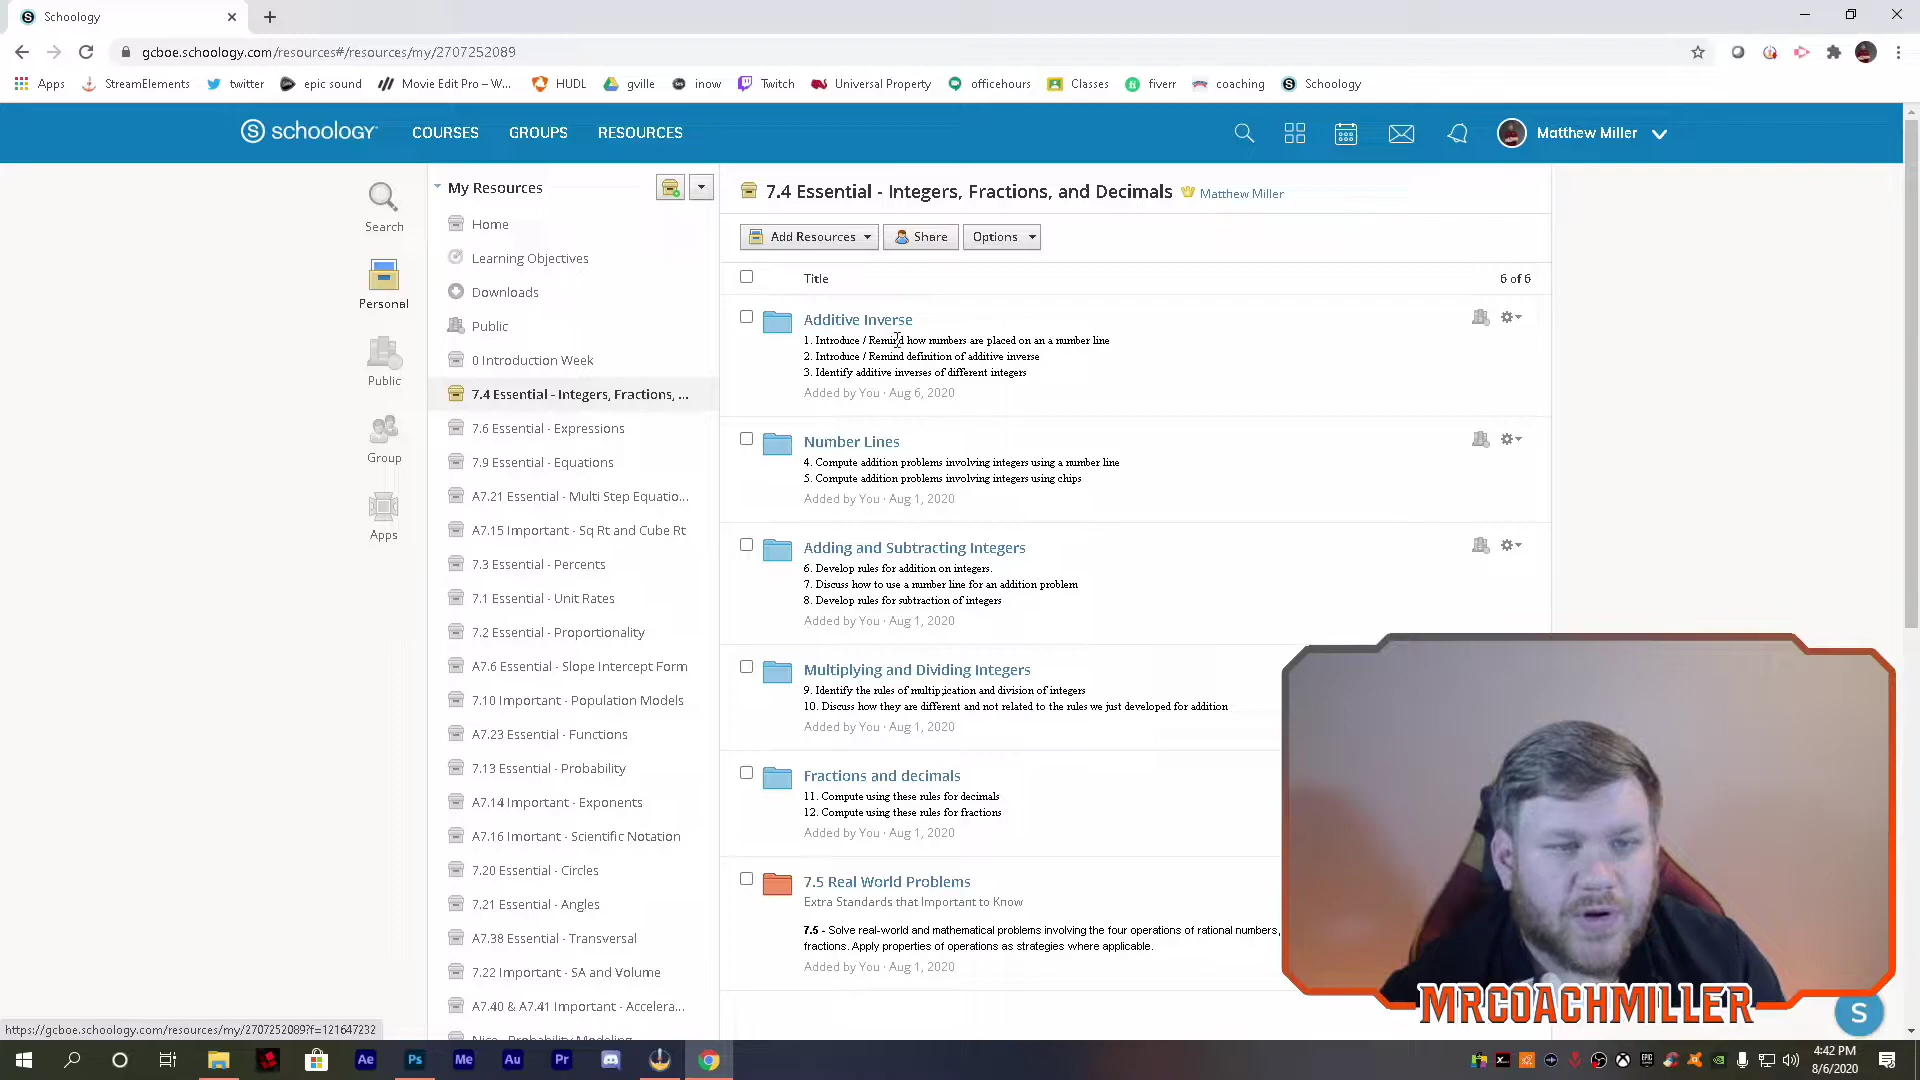 Schoology
gcboe.schoology.com/resources#/resources/my/2707252089
Apps
StreamElements
twitter
epic sound
Movie Edit Pro – W...
HUDL
gville
inow
Twitch
Universal Property
officehours
Classes
fiverr
coaching
Schoology
schoology
COURSES
GROUPS
RESOURCES
Matthew Miller
Search
Personal
Public
Group
Apps
My Resources
Home
Learning Objectives
Downloads
Public
0 Introduction Week
7.4 Essential - Integers, Fractions, ...
7.6 Essential - Expressions
7.9 Essential - Equations
A7.21 Essential - Multi Step Equatio...
A7.15 Important - Sq Rt and Cube Rt
7.3 Essential - Percents
7.1 Essential - Unit Rates
7.2 Essential - Proportionality
A7.6 Essential - Slope Intercept Form
7.10 Important - Population Models
A7.23 Essential - Functions
7.13 Essential - Probability
A7.14 Important - Exponents
A7.16 Imortant - Scientific Notation
7.20 Essential - Circles
7.21 Essential - Angles
A7.38 Essential - Transversal
7.22 Important - SA and Volume
A7.40 & A7.41 Important - Accelera...
7.4 Essential - Integers, Fractions, and Decimals
Matthew Miller
Add Resources
Share
Options
Title
6 of 6
Additive Inverse
1. Introduce / Remind how numbers are placed on an a number line
2. Introduce / Remind definition of additive inverse
3. Identify additive inverses of different integers
Added by You · Aug 6, 2020
Number Lines
4. Compute addition problems involving integers using a number line
5. Compute addition problems involving integers using chips
Added by You · Aug 1, 2020
Adding and Subtracting Integers
6. Develop rules for addition on integers.
7. Discuss how to use a number line for an addition problem
8. Develop rules for subtraction of integers
Added by You · Aug 1, 2020
Multiplying and Dividing Integers
9. Identify the rules of multip;ication and division of integers
10. Discuss how they are different and not related to the rules we just developed for addition
Added by You · Aug 1, 2020
Fractions and decimals
11. Compute using these rules for decimals
12. Compute using these rules for fractions
Added by You · Aug 1, 2020
7.5 Real World Problems
Extra Standards that Important to Know
7.5 - Solve real-world and mathematical problems involving the four operations of rational numbers,
fractions. Apply properties of operations as strategies where applicable.
Added by You · Aug 1, 2020
MRCOACHMILLER
S
https://gcboe.schoology.com/resources/my/2707252089?f=121647232
Ae
Ps
Me
Au
Pr
4:42 PM
8/6/2020